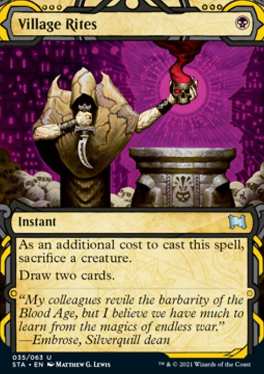 Village Rites
Instant
As an additional cost to cast this spell,
sacrifice a creature.
Draw two cards.
"My colleagues revile the barbarity of the
Blood Age, but I believe we have much to
learn from the magics of endless war."
—Embrose, Silverquill dean
035/063 U
STA • EN Matthew G. Lewis
™ & © 2021 Wizards of the Coast